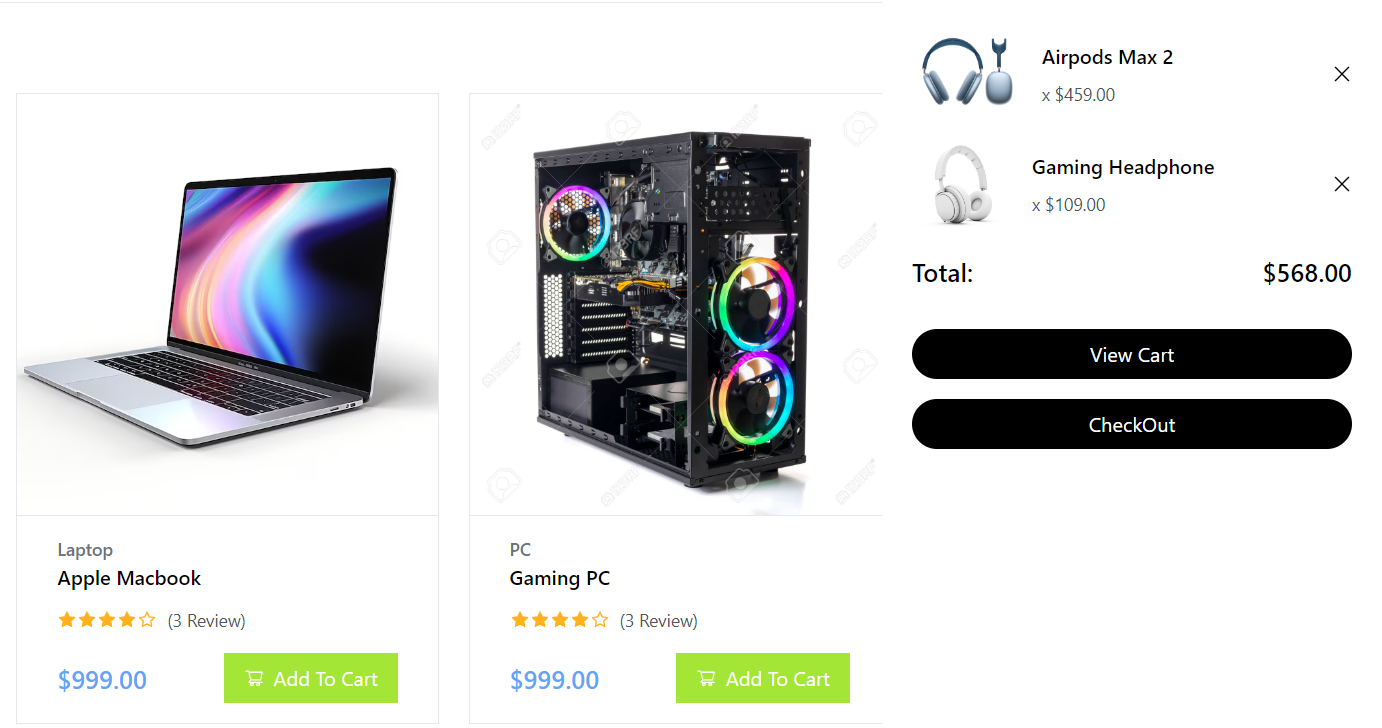 Laptop
Apple Macbook
(3 Review)
$999.00
Add To Cart
PC
Gaming PC
(3 Review)
$999.00
Add To Cart
Airpods Max 2
x $459.00
Gaming Headphone
x $109.00
Total: $568.00
View Cart
CheckOut